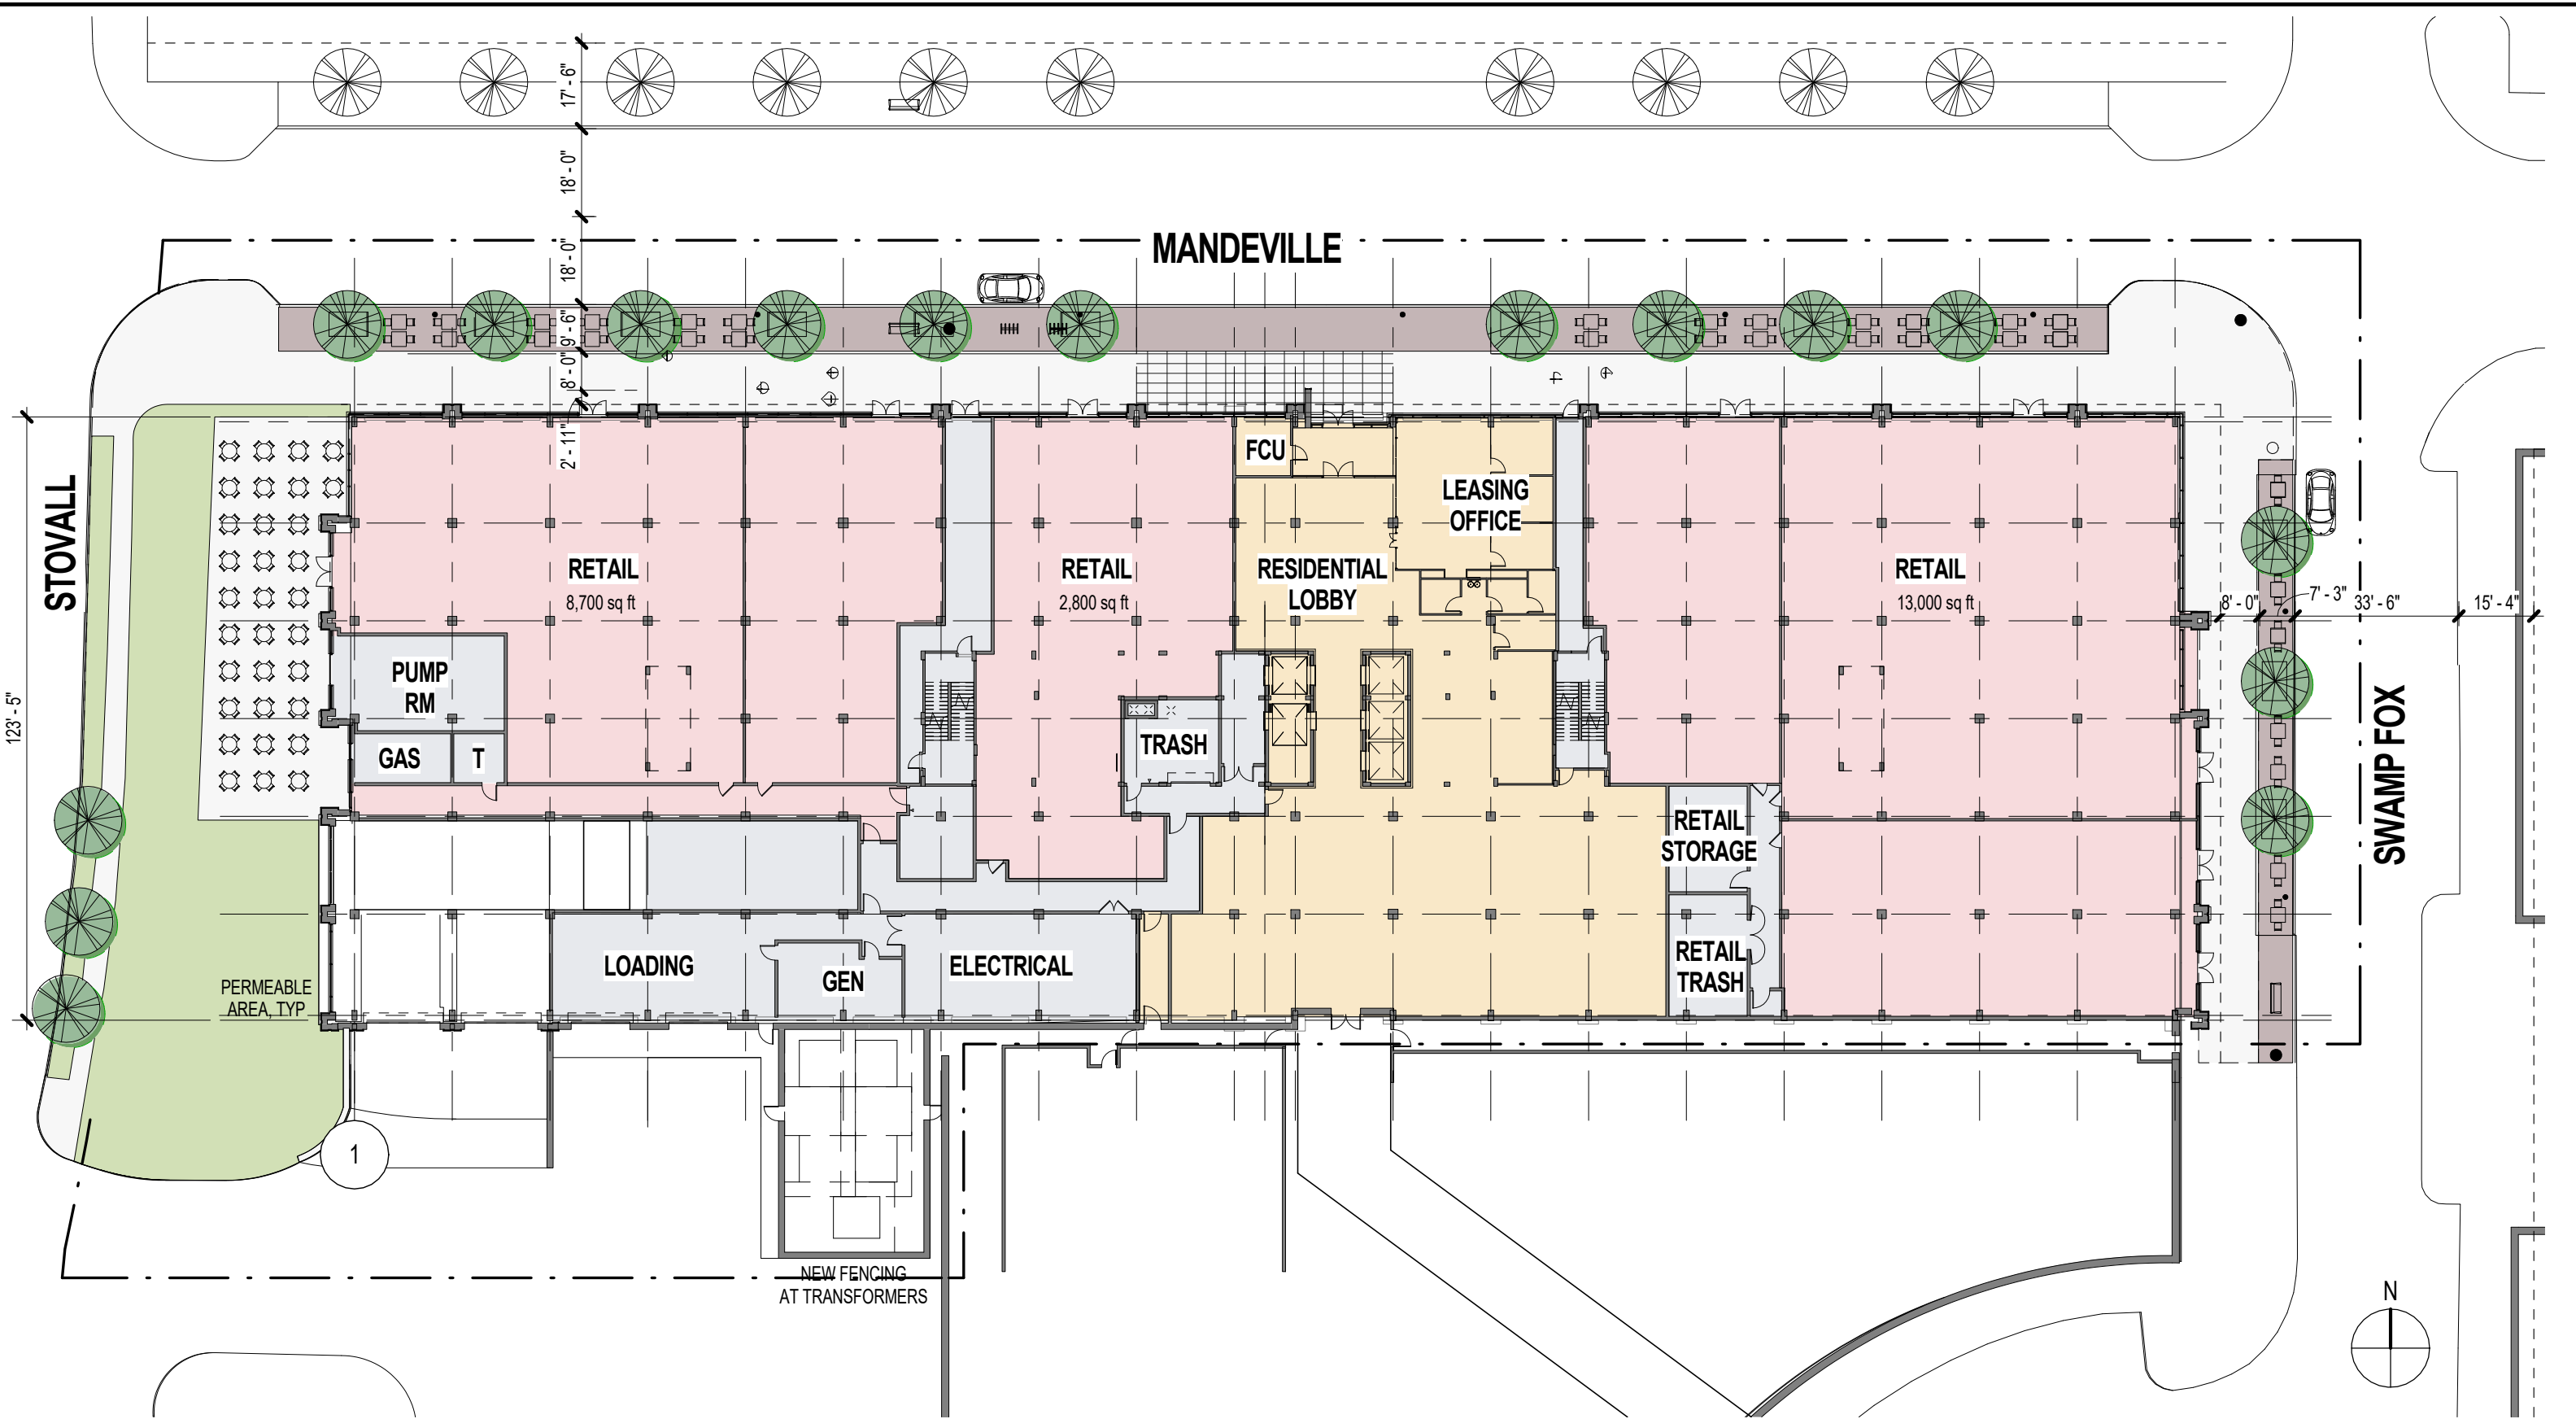 17' - 6"
18' - 0"
18' - 0"
MANDEVILLE
9' - 6"
8' - 0"
2' - 11"
STOVALL
123' - 5"
FCU
LEASING
OFFICE
RETAIL
8,700 sq ft
RETAIL
2,800 sq ft
RESIDENTIAL
LOBBY
RETAIL
13,000 sq ft
8' - 0"
7' - 3"
33' - 6"
15' - 4"
PUMP
RM
GAS
T
TRASH
SWAMP FOX
RETAIL
STORAGE
LOADING
GEN
ELECTRICAL
RETAIL
TRASH
PERMEABLE
AREA, TYP
1
NEW FENCING
AT TRANSFORMERS
N